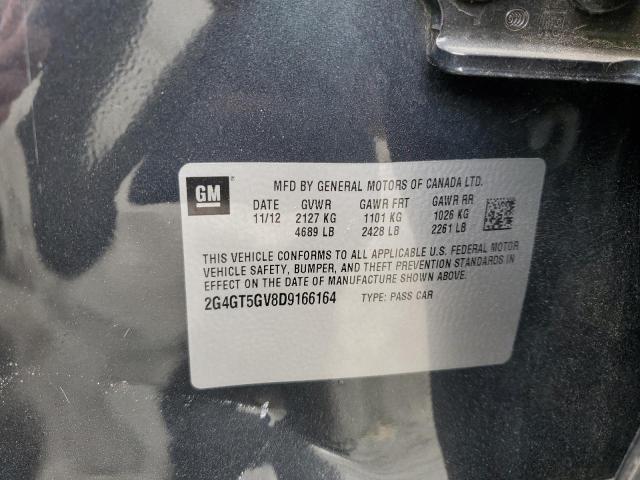 GM
MFD BY GENERAL MOTORS OF CANADA LTD.
DATE GVWR GAWR FRT GAWR RR
11/12 2127 KG 1101 KG 1026 KG
4689 LB 2428 LB 2261 LB
THIS VEHICLE CONFORMS TO ALL APPLICABLE U.S. FEDERAL MOTOR
VEHICLE SAFETY, BUMPER, AND THEFT PREVENTION STANDARDS IN
EFFECT ON THE DATE OF MANUFACTURE SHOWN ABOVE.
2G4GT5GV8D9166164 TYPE: PASS CAR